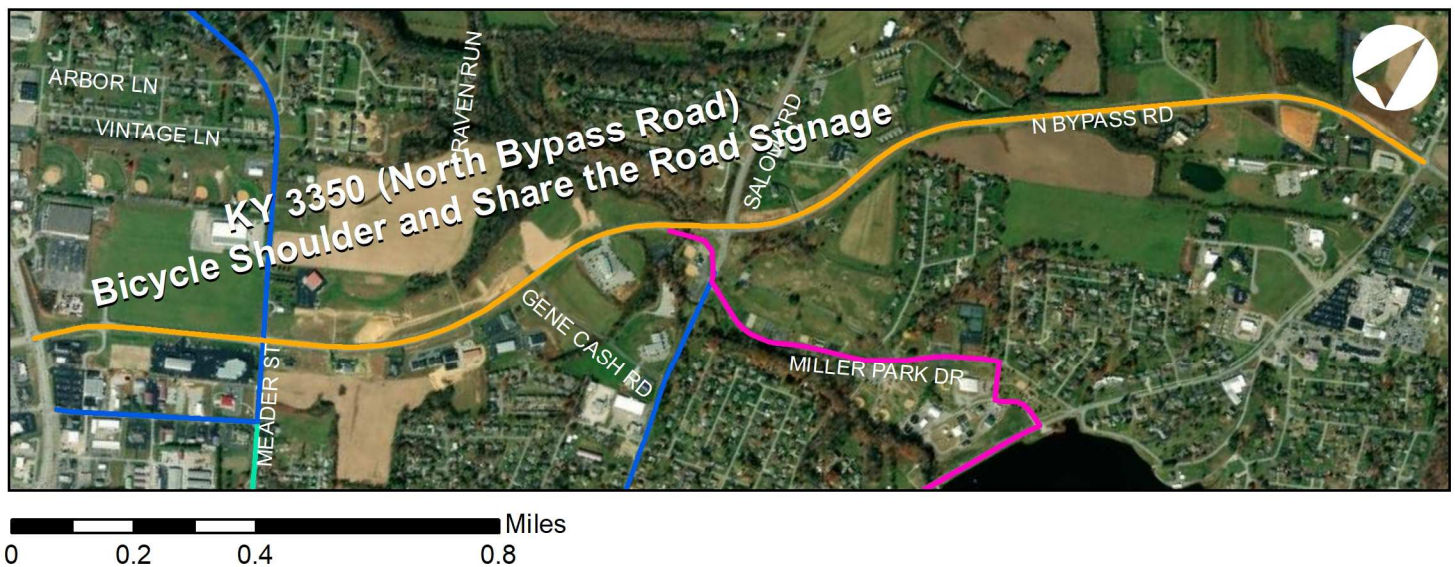 ARBOR LN
VINTAGE LN
RAVEN RUN
SALOMA RD
N BYPASS RD
KY 3350 (North Bypass Road)
Bicycle Shoulder and Share the Road Signage
GENE CASH RD
MEADER ST
MILLER PARK DR
Miles
0 0.2 0.4 0.8